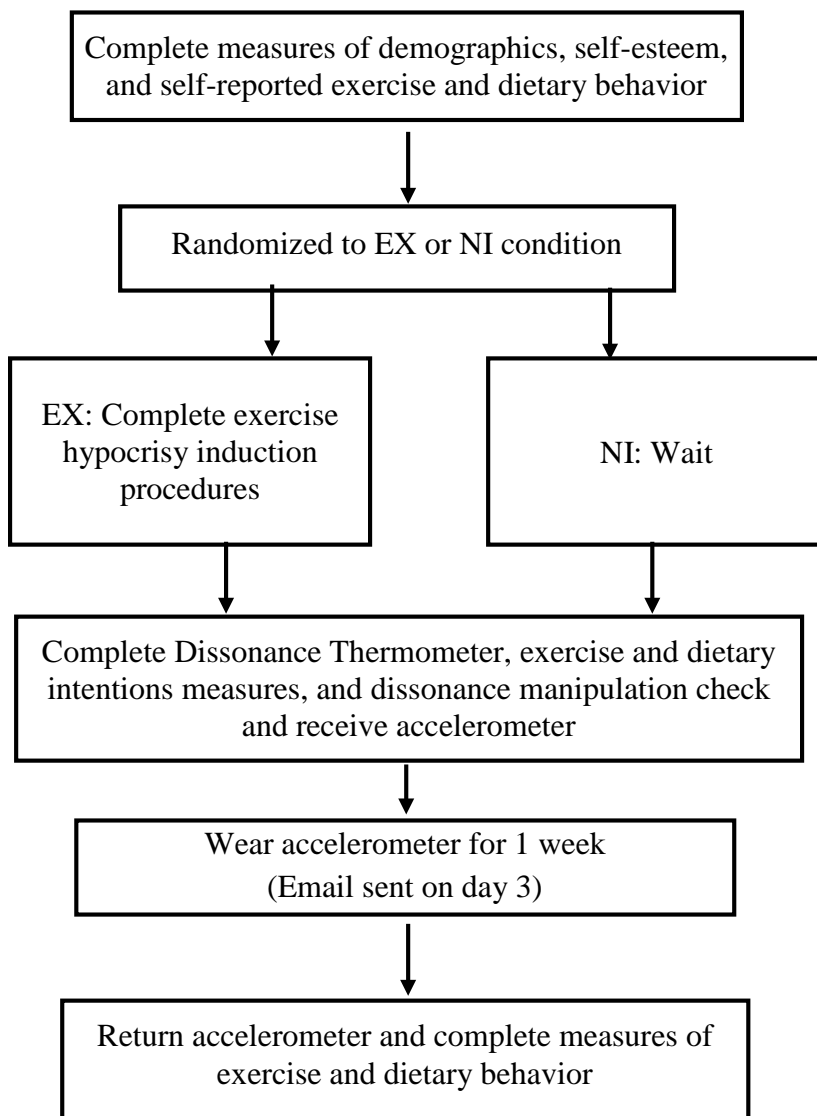 Complete measures of demographics, self-esteem,
and self-reported exercise and dietary behavior
Randomized to EX or NI condition
EX: Complete exercise
hypocrisy induction
procedures
NI: Wait
Complete Dissonance Thermometer, exercise and dietary
intentions measures, and dissonance manipulation check
and receive accelerometer
Wear accelerometer for 1 week
(Email sent on day 3)
Return accelerometer and complete measures of
exercise and dietary behavior